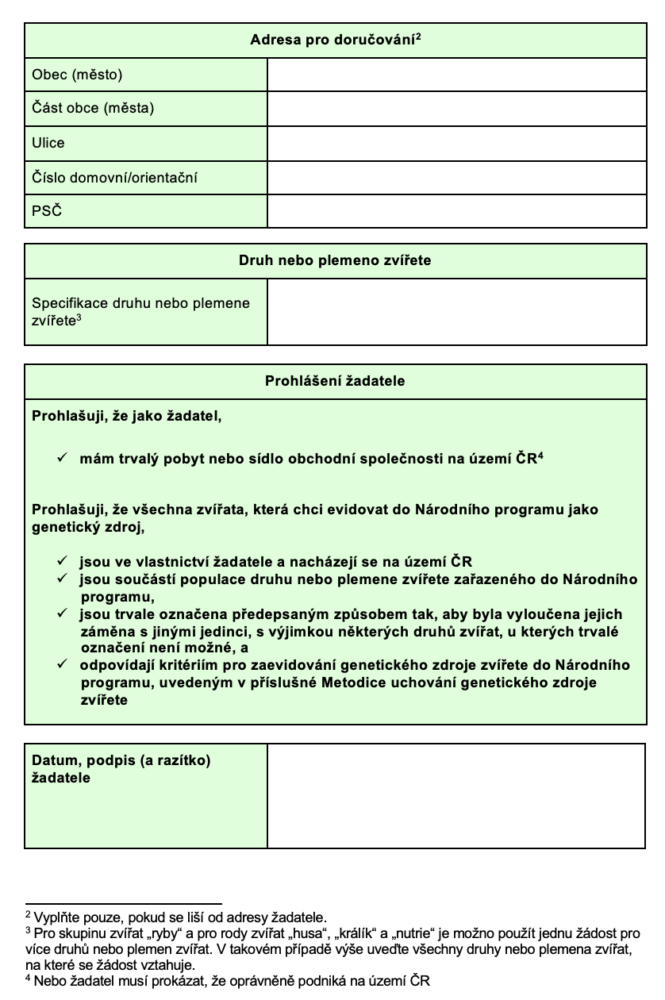 Adresa pro doručování²
Obec (město)
Část obce (města)
Ulice
Číslo domovní/orientační
PSČ
Druh nebo plemeno zvířete
Specifikace druhu nebo plemene
zvířete³
Prohlášení žadatele
Prohlašuji, že jako žadatel,
✓ mám trvalý pobyt nebo sídlo obchodní společnosti na území ČR⁴
Prohlašuji, že všechna zvířata, která chci evidovat do Národního programu jako
genetický zdroj,
✓ jsou ve vlastnictví žadatele a nacházejí se na území ČR
✓ jsou součástí populace druhu nebo plemene zvířete zařazeného do Národního
programu,
✓ jsou trvale označena předepsaným způsobem tak, aby byla vyloučena jejich
záměna s jinými jedinci, s výjimkou některých druhů zvířat, u kterých trvalé
označení není možné, a
✓ odpovídají kritériím pro zaevidování genetického zdroje zvířete do Národního
programu, uvedeným v příslušné Metodice uchování genetického zdroje
zvířete
Datum, podpis (a razítko)
žadatele
² Vyplňte pouze, pokud se liší od adresy žadatele.
³ Pro skupinu zvířat „ryby“ a pro rody zvířat „husa“, „králík“ a „nutrie“ je možno použít jednu žádost pro
více druhů nebo plemen zvířat. V takovém případě výše uveďte všechny druhy nebo plemena zvířat,
na které se žádost vztahuje.
⁴ Nebo žadatel musí prokázat, že oprávněně podniká na území ČR